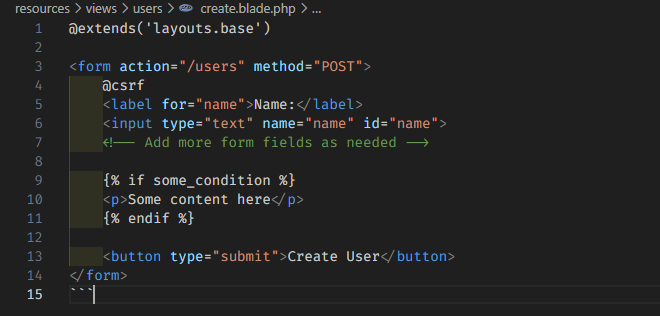 resources > views > users > create.blade.php > ...
1 @extends('layouts.base')
2
3 <form action="/users" method="POST">
4 @csrf
5 <label for="name">Name:</label>
6 <input type="text" name="name" id="name">
7 <!-- Add more form fields as needed -->
8
9 {% if some_condition %}
10 <p>Some content here</p>
11 {% endif %}
12
13 <button type="submit">Create User</button>
14 </form>
15 ```